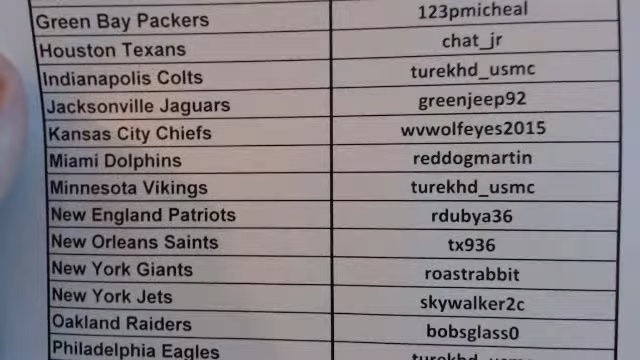 Green Bay Packers 123pmicheal
Houston Texans chat_jr
Indianapolis Colts turekhd_usmc
Jacksonville Jaguars greenjeep92
Kansas City Chiefs wvwolfeyes2015
Miami Dolphins reddogmartin
Minnesota Vikings turekhd_usmc
New England Patriots rdubya36
New Orleans Saints tx936
New York Giants roastrabbit
New York Jets skywalker2c
Oakland Raiders bobsglass0
Philadelphia Eagles turekhd_usmc